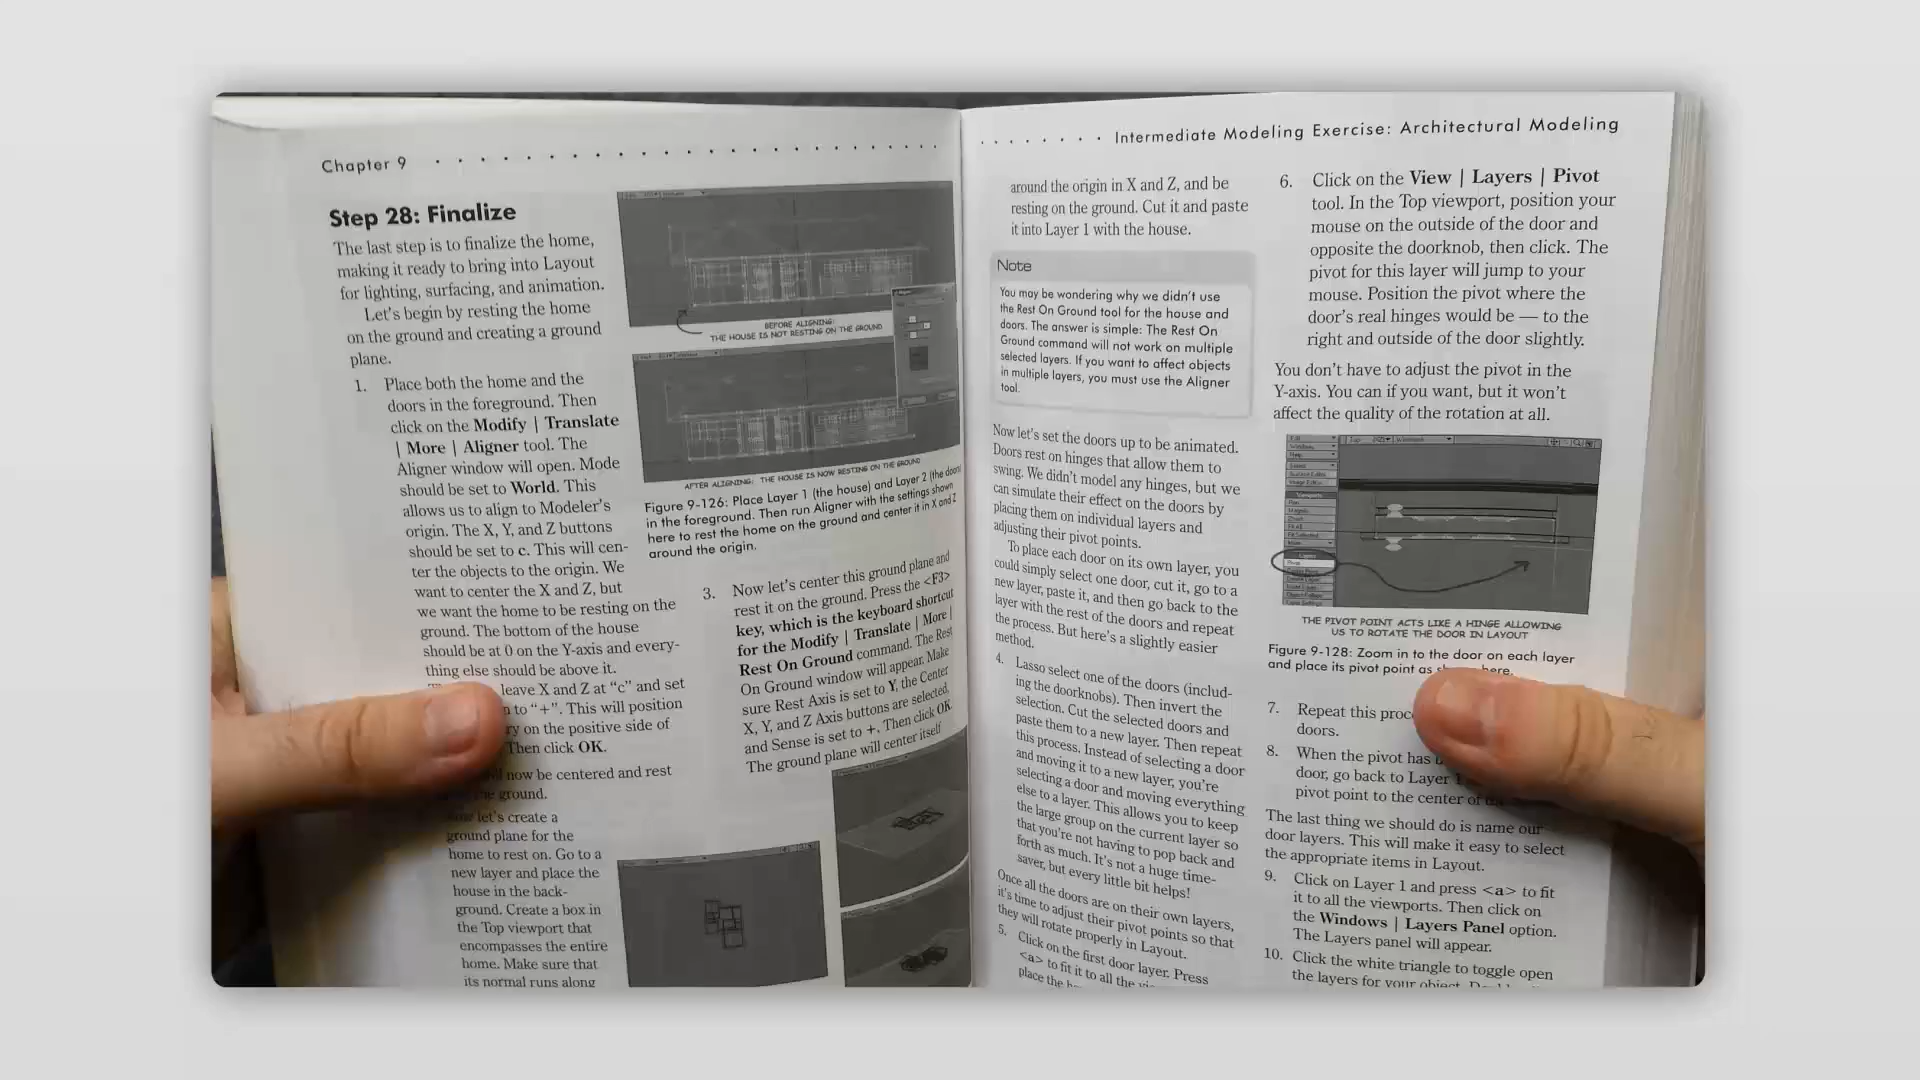 Chapter 9
Step 28: Finalize
The last step is to finalize the home,
making it ready to bring into Layout
for lighting, surfacing, and animation.
Let's begin by resting the home
on the ground and creating a ground
plane.
1. Place both the home and the
doors in the foreground. Then
click on the Modify | Translate
| More | Aligner tool. The
Aligner window will open. Mode
should be set to World. This
allows us to align to Modeler's
origin. The X, Y, and Z buttons
should be set to c. This will cen-
ter the objects to the origin. We
want to center the X and Z, but
we want the home to be resting on the
ground. The bottom of the house
should be at 0 on the Y-axis and every-
thing else should be above it.
leave X and Z at "c" and set
to "+". This will position
on the positive side of
Then click OK.
now be centered and rest
ground.
let's create a
ground plane for the
home to rest on. Go to a
new layer and place the
house in the back-
ground. Create a box in
the Top viewport that
encompasses the entire
home. Make sure that
its normal runs along
BEFORE ALIGNING:
THE HOUSE IS NOT RESTING ON THE GROUND
AFTER ALIGNING: THE HOUSE IS NOW RESTING ON THE GROUND
Figure 9-126: Place Layer 1 (the house) and Layer 2 (the doors)
in the foreground. Then run Aligner with the settings shown
here to rest the home on the ground and center it in X and Z
around the origin.
3. Now let's center this ground plane and
rest it on the ground. Press the <F3>
key, which is the keyboard shortcut
for the Modify | Translate | More |
Rest On Ground command. The Rest
On Ground window will appear. Make
sure Rest Axis is set to Y, the Center
X, Y, and Z Axis buttons are selected,
and Sense is set to +. Then click OK.
The ground plane will center itself
Intermediate Modeling Exercise: Architectural Modeling
around the origin in X and Z, and be
resting on the ground. Cut it and paste
it into Layer 1 with the house.
Note
You may be wondering why we didn't use
the Rest On Ground tool for the house and
doors. The answer is simple: The Rest On
Ground command will not work on multiple
selected layers. If you want to affect objects
in multiple layers, you must use the Aligner
tool.
Now let's set the doors up to be animated.
Doors rest on hinges that allow them to
swing. We didn't model any hinges, but we
can simulate their effect on the doors by
placing them on individual layers and
adjusting their pivot points.
To place each door on its own layer, you
could simply select one door, cut it, go to a
new layer, paste it, and then go back to the
layer with the rest of the doors and repeat
the process. But here's a slightly easier
method.
4. Lasso select one of the doors (includ-
ing the doorknobs). Then invert the
selection. Cut the selected doors and
paste them to a new layer. Then repeat
this process. Instead of selecting a door
and moving it to a new layer, you're
selecting a door and moving everything
else to a layer. This allows you to keep
the large group on the current layer so
that you're not having to pop back and
forth as much. It's not a huge time-
saver, but every little bit helps!
Once all the doors are on their own layers,
it's time to adjust their pivot points so that
they will rotate properly in Layout.
5. Click on the first door layer. Press
<a> to fit it to all the
place the
6. Click on the View | Layers | Pivot
tool. In the Top viewport, position your
mouse on the outside of the door and
opposite the doorknob, then click. The
pivot for this layer will jump to your
mouse. Position the pivot where the
door's real hinges would be — to the
right and outside of the door slightly.
You don't have to adjust the pivot in the
Y-axis. You can if you want, but it won't
affect the quality of the rotation at all.
THE PIVOT POINT ACTS LIKE A HINGE ALLOWING
US TO ROTATE THE DOOR IN LAYOUT
Figure 9-128: Zoom in to the door on each layer
and place its pivot point as here.
7. Repeat this
doors.
8. When the pivot has
door, go back to Layer
pivot point to the center of
The last thing we should do is name our
door layers. This will make it easy to select
the appropriate items in Layout.
9. Click on Layer 1 and press <a> to fit
it to all the viewports. Then click on
the Windows | Layers Panel option.
The Layers panel will appear.
10. Click the white triangle to toggle open
the layers for your object.